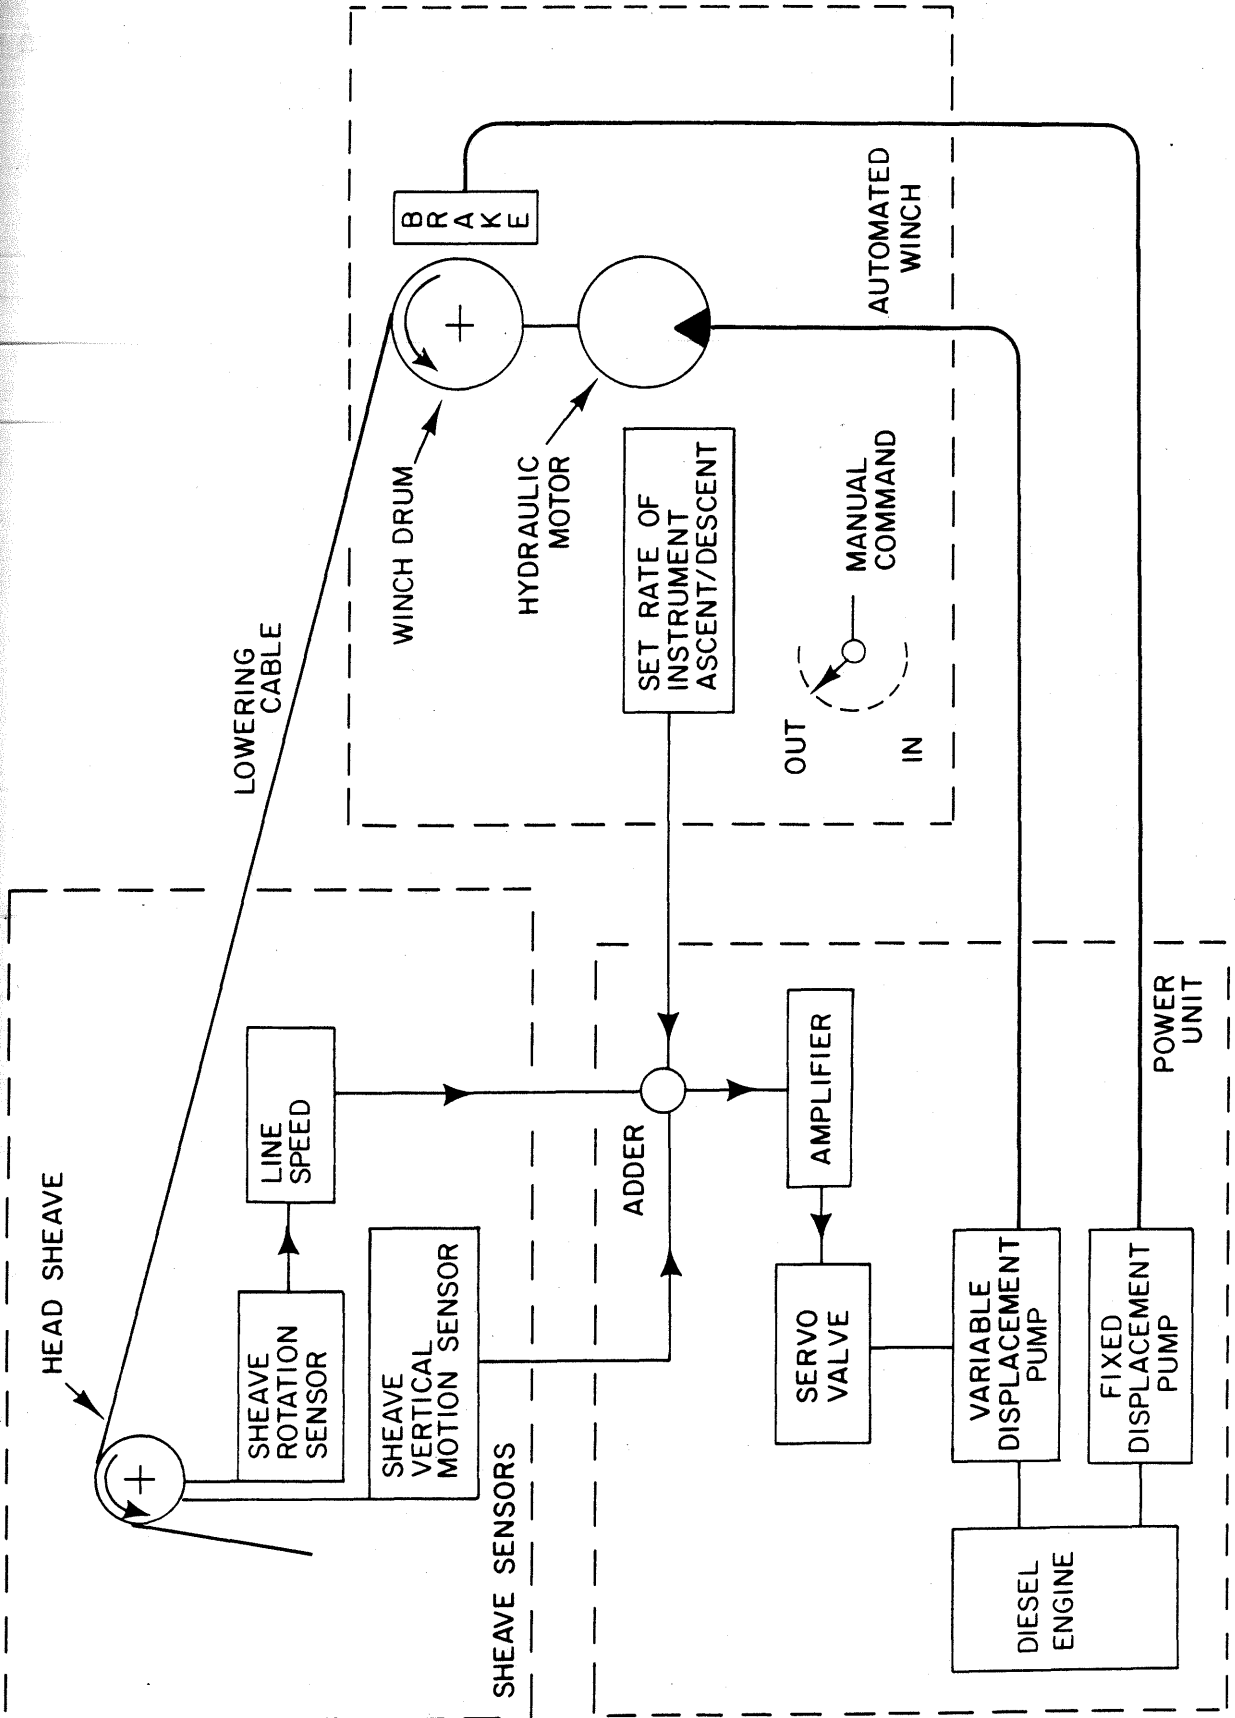 HEAD SHEAVE
LOWERING
CABLE
SHEAVE
ROTATION
SENSOR
LINE
SPEED
SHEAVE
VERTICAL
MOTION SENSOR
SHEAVE SENSORS
WINCH DRUM
BRAKE
HYDRAULIC
MOTOR
SET RATE OF
INSTRUMENT
ASCENT/DESCENT
OUT
IN
MANUAL
COMMAND
AUTOMATED
WINCH
ADDER
AMPLIFIER
SERVO
VALVE
VARIABLE
DISPLACEMENT
PUMP
FIXED
DISPLACEMENT
PUMP
DIESEL
ENGINE
POWER
UNIT